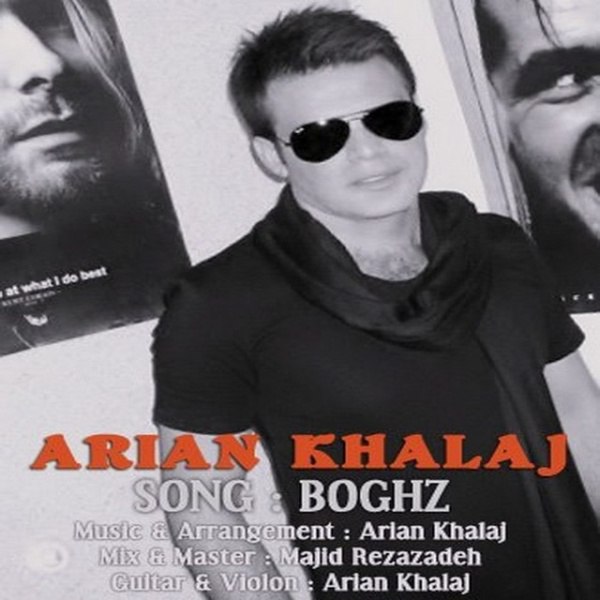 at what I do best
ARIAN KHALAJ
SONG : BOGHZ
Music & Arrangement : Arian Khalaj
Mix & Master : Majid Rezazadeh
Guitar & Violon : Arian Khalaj